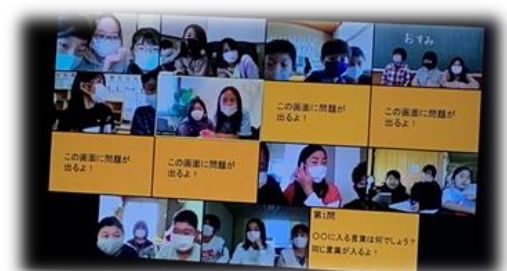 おすみ
この画面に問題が
出るよ！
この画面に問題が
出るよ！
この画面に問題が
出るよ！
この画面に問題が
出るよ！
第1問
〇〇に入る言葉は何でしょう？
同じ言葉が入るよ！